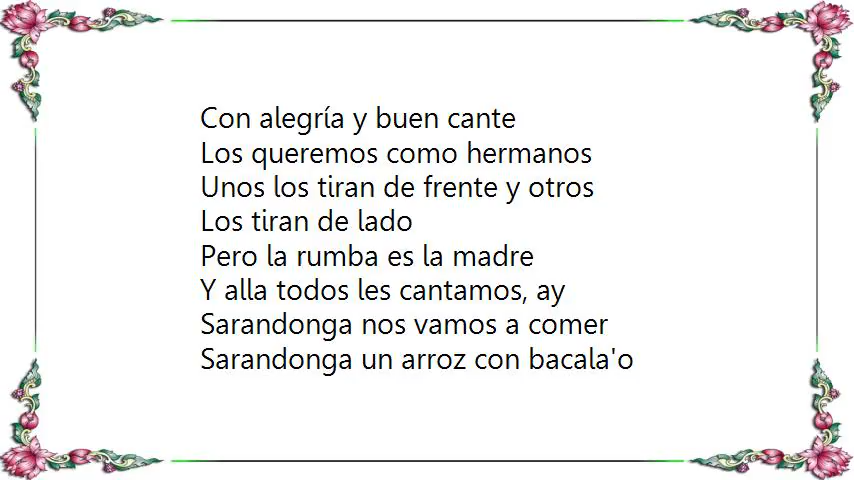 Con alegría y buen cante
Los queremos como hermanos
Unos los tiran de frente y otros
Los tiran de lado
Pero la rumba es la madre
Y alla todos les cantamos, ay
Sarandonga nos vamos a comer
Sarandonga un arroz con bacala'o